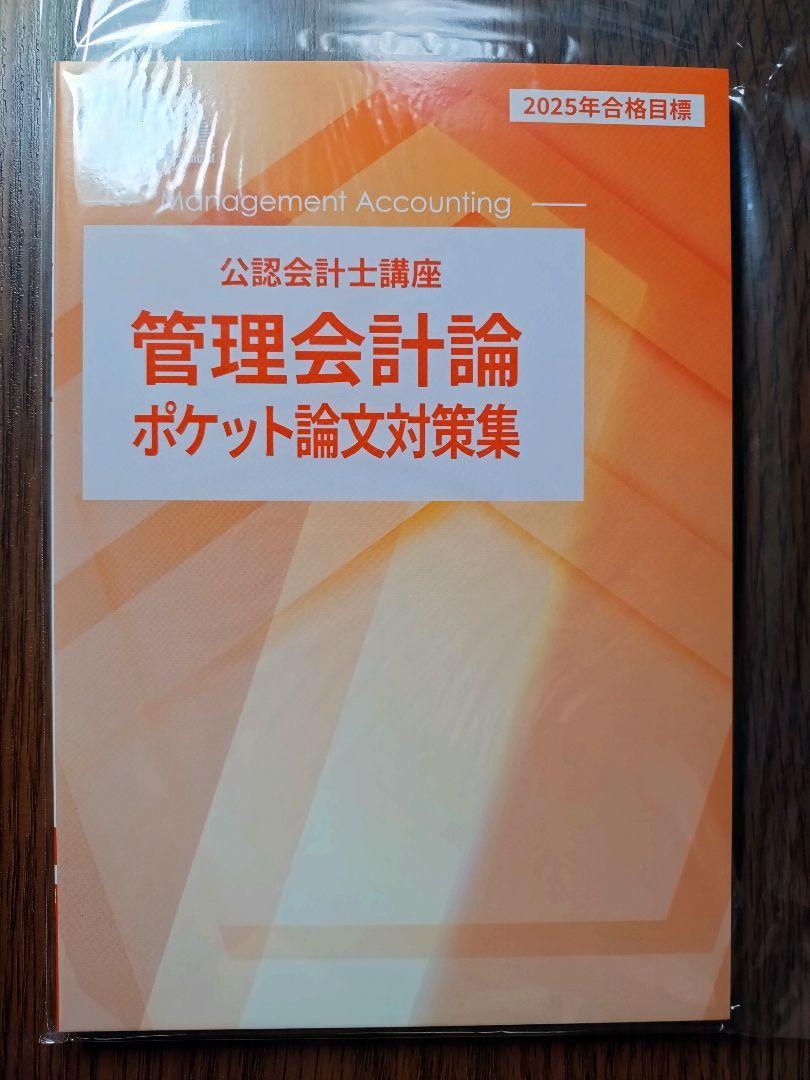 2025年合格目標
Management Accounting
公認会計士講座
管理会計論
ポケット論文対策集